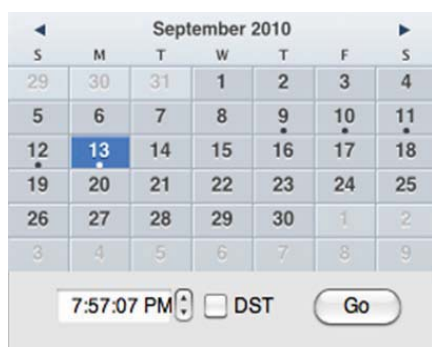 September 2010
S M T W T F S
29 30 31 1 2 3 4
5 6 7 8 9 10 11
12 13 14 15 16 17 18
19 20 21 22 23 24 25
26 27 28 29 30 1 2
3 4 5 6 7 8 9
7:57:07 PM DST Go